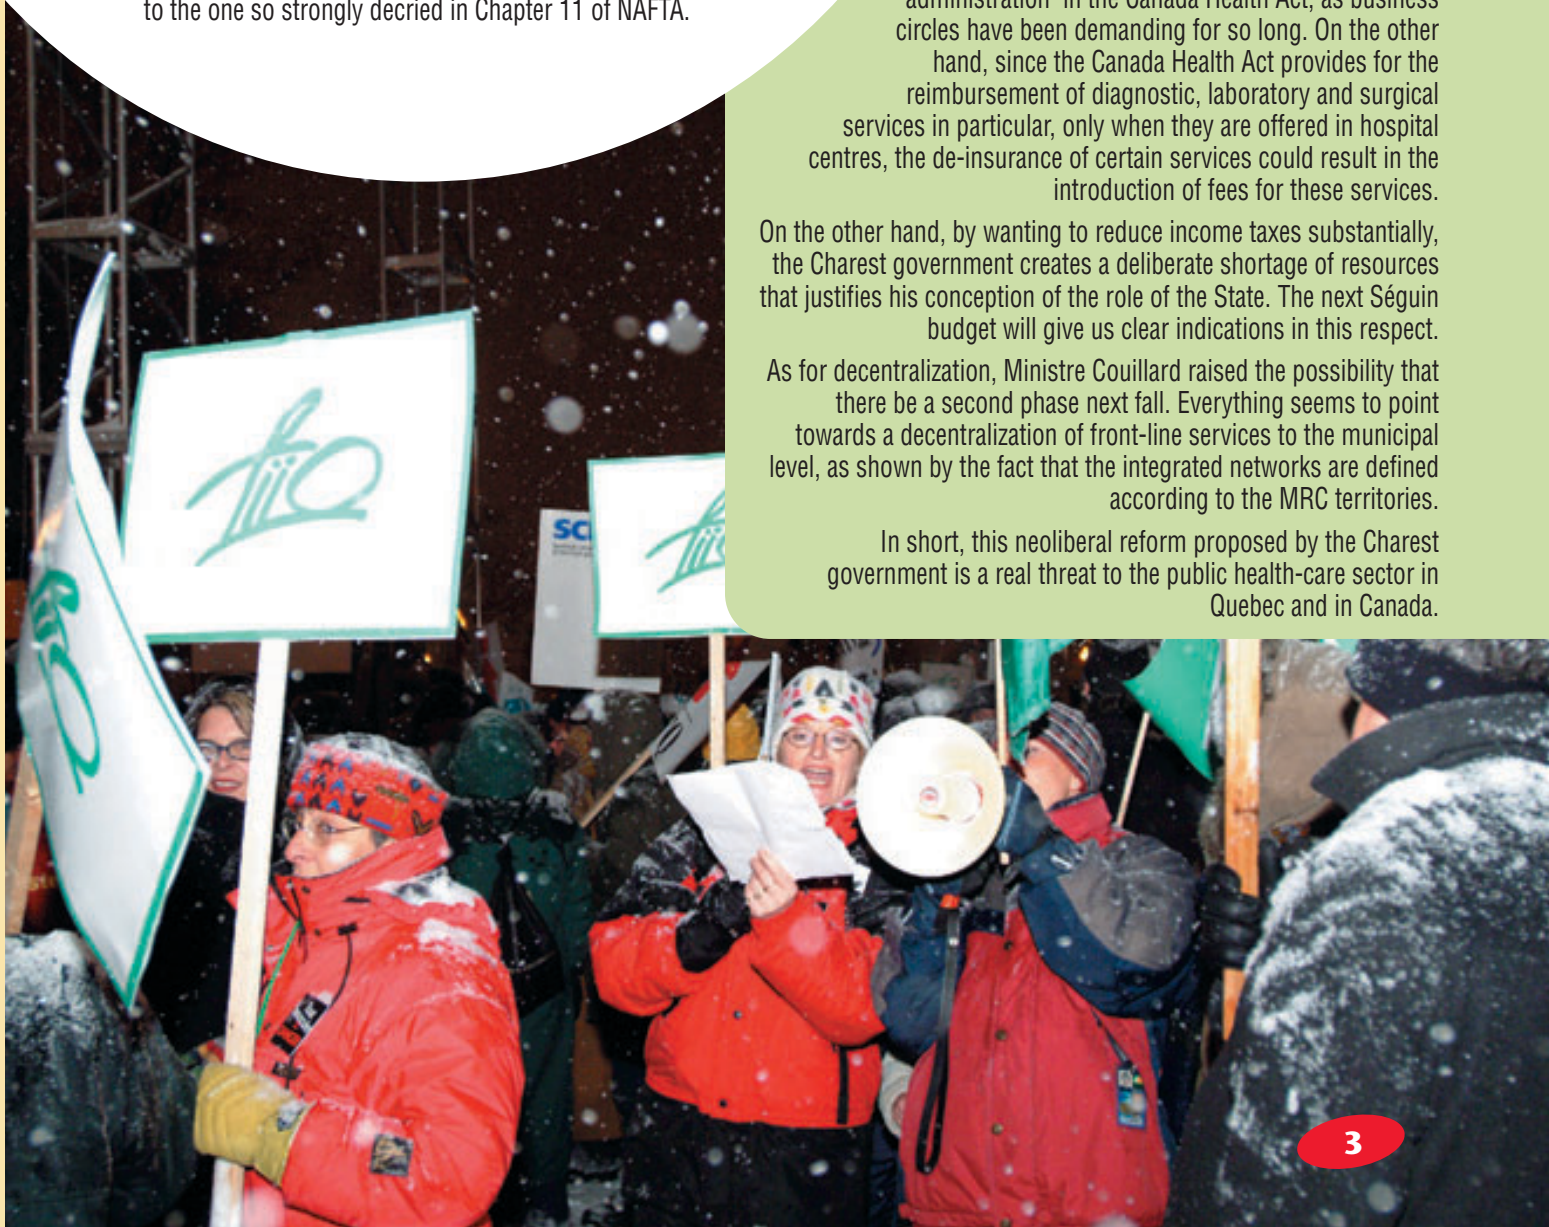 to the one so strongly decried in Chapter 11 of NAFTA.
administration" in the Canada Health Act, as business
circles have been demanding for so long. On the other
hand, since the Canada Health Act provides for the
reimbursement of diagnostic, laboratory and surgical
services in particular, only when they are offered in hospital
centres, the de-insurance of certain services could result in the
introduction of fees for these services.
On the other hand, by wanting to reduce income taxes substantially,
the Charest government creates a deliberate shortage of resources
that justifies his conception of the role of the State. The next Séguin
budget will give us clear indications in this respect.
As for decentralization, Ministre Couillard raised the possibility that
there be a second phase next fall. Everything seems to point
towards a decentralization of front-line services to the municipal
level, as shown by the fact that the integrated networks are defined
according to the MRC territories.
In short, this neoliberal reform proposed by the Charest
government is a real threat to the public health-care sector in
Quebec and in Canada.
fiiQ
SC
3